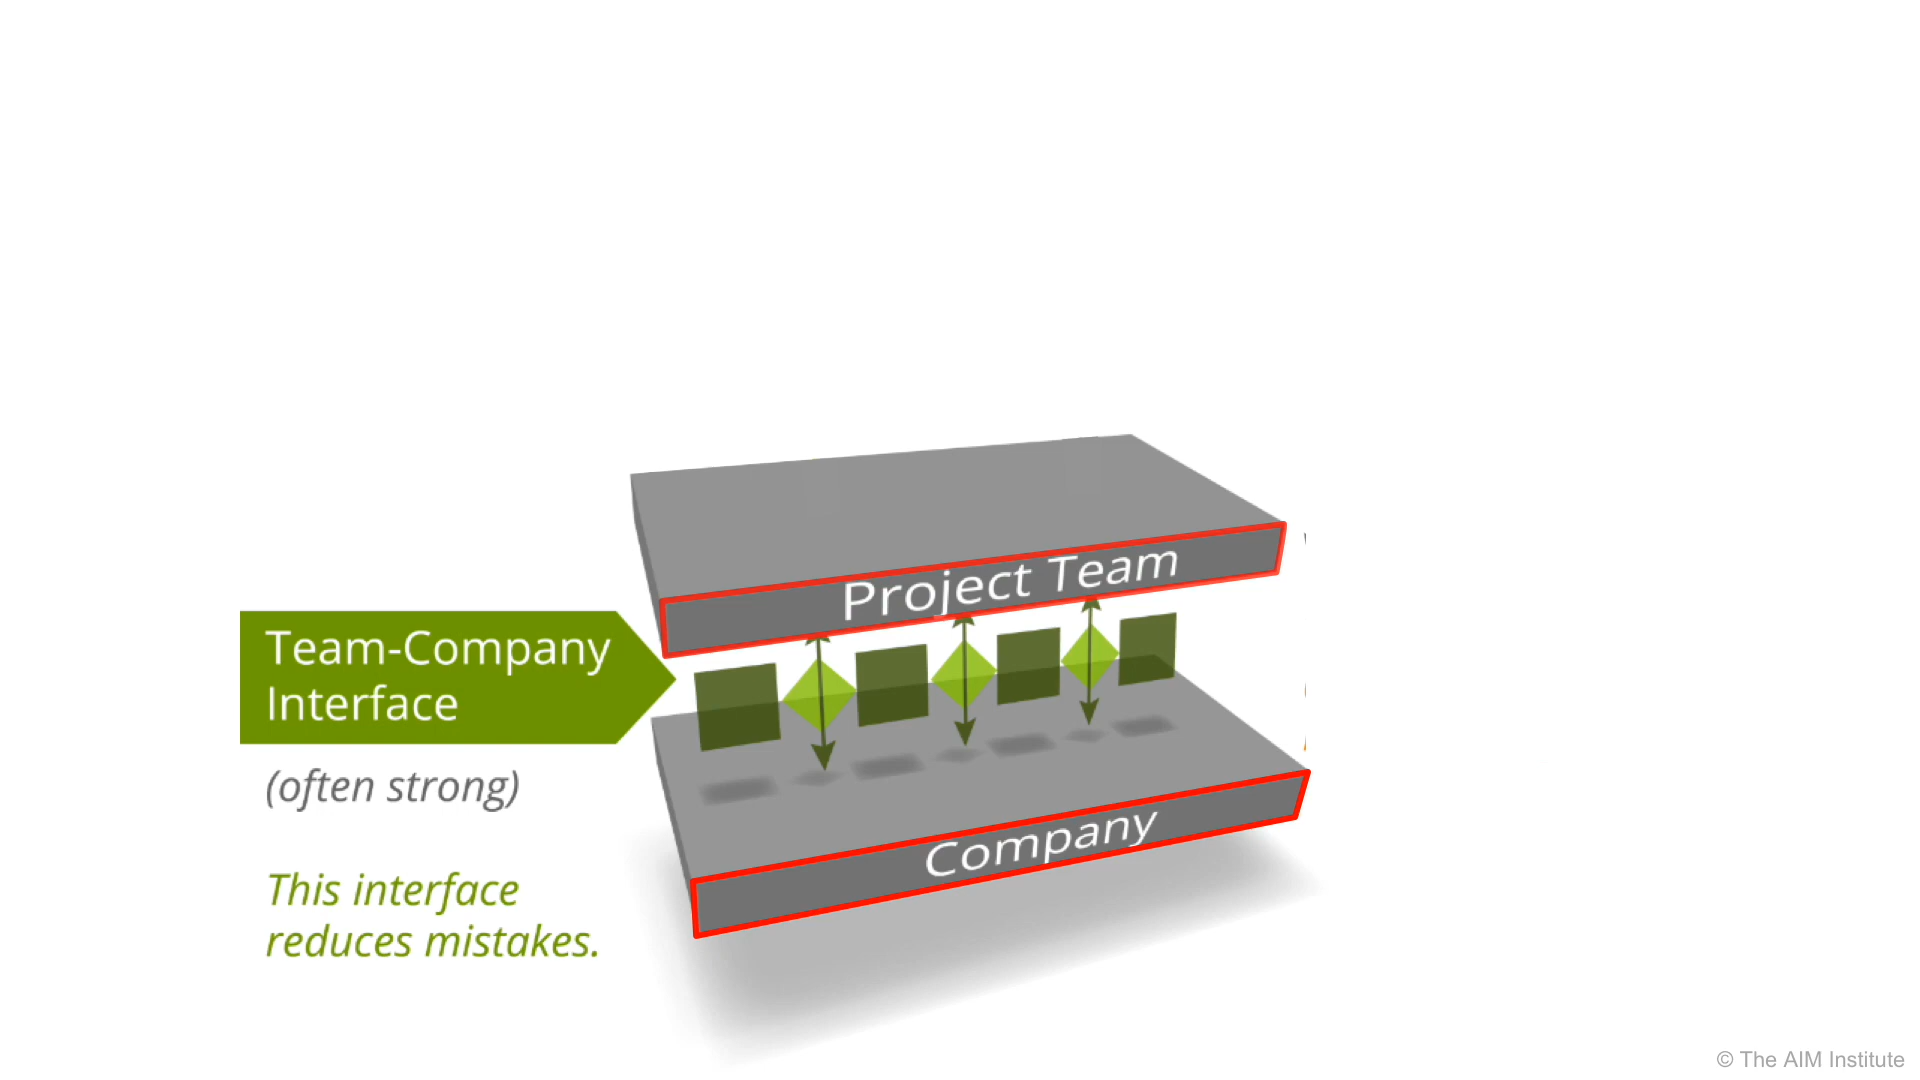 Project Team
Team-Company
Interface
(often strong)
Company
This interface
reduces mistakes.
© The AIM Institute